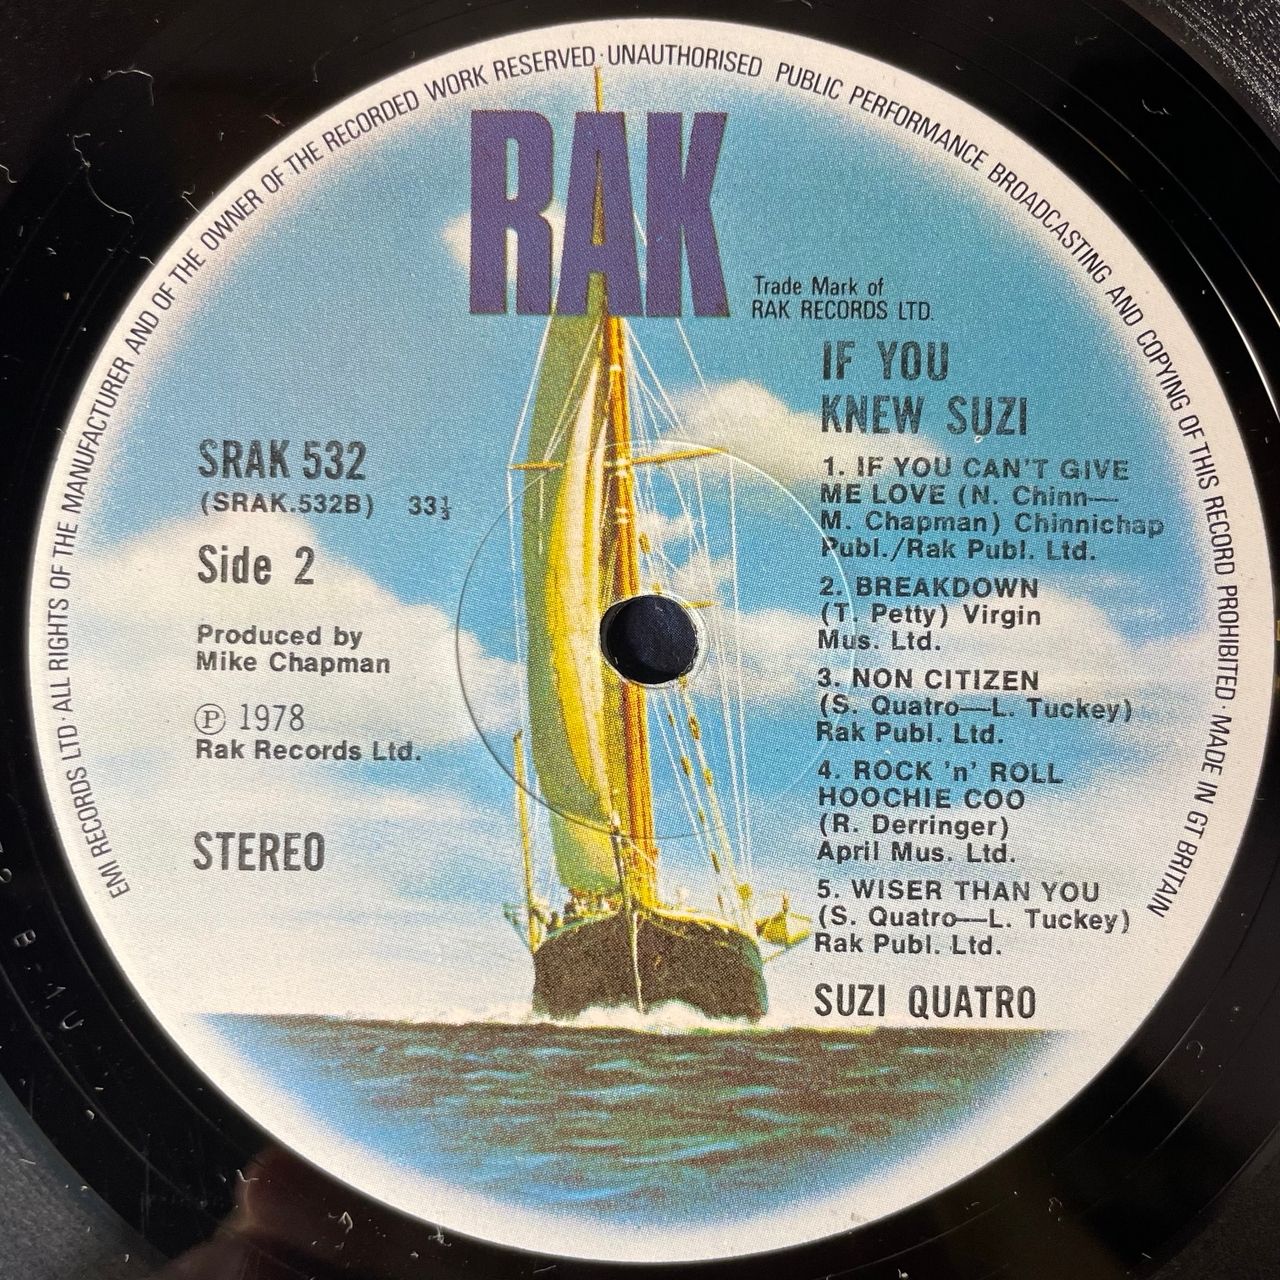 EMI RECORDS LTD · ALL RIGHTS OF THE MANUFACTURER AND OF THE OWNER OF THE RECORDED WORK RESERVED · UNAUTHORISED PUBLIC PERFORMANCE BROADCASTING AND COPYING OF THIS RECORD PROHIBITED · MADE IN GT BRITAIN
RAK
Trade Mark of
RAK RECORDS LTD.
SRAK 532
(SRAK.532B) 33⅓
Side 2
Produced by
Mike Chapman
Ⓟ 1978
Rak Records Ltd.
STEREO
IF YOU
KNEW SUZI
1. IF YOU CAN'T GIVE
ME LOVE (N. Chinn—
M. Chapman) Chinnichap
Publ./Rak Publ. Ltd.
2. BREAKDOWN
(T. Petty) Virgin
Mus. Ltd.
3. NON CITIZEN
(S. Quatro—L. Tuckey)
Rak Publ. Ltd.
4. ROCK 'n' ROLL
HOOCHIE COO
(R. Derringer)
April Mus. Ltd.
5. WISER THAN YOU
(S. Quatro—L. Tuckey)
Rak Publ. Ltd.
SUZI QUATRO
2 B-1U